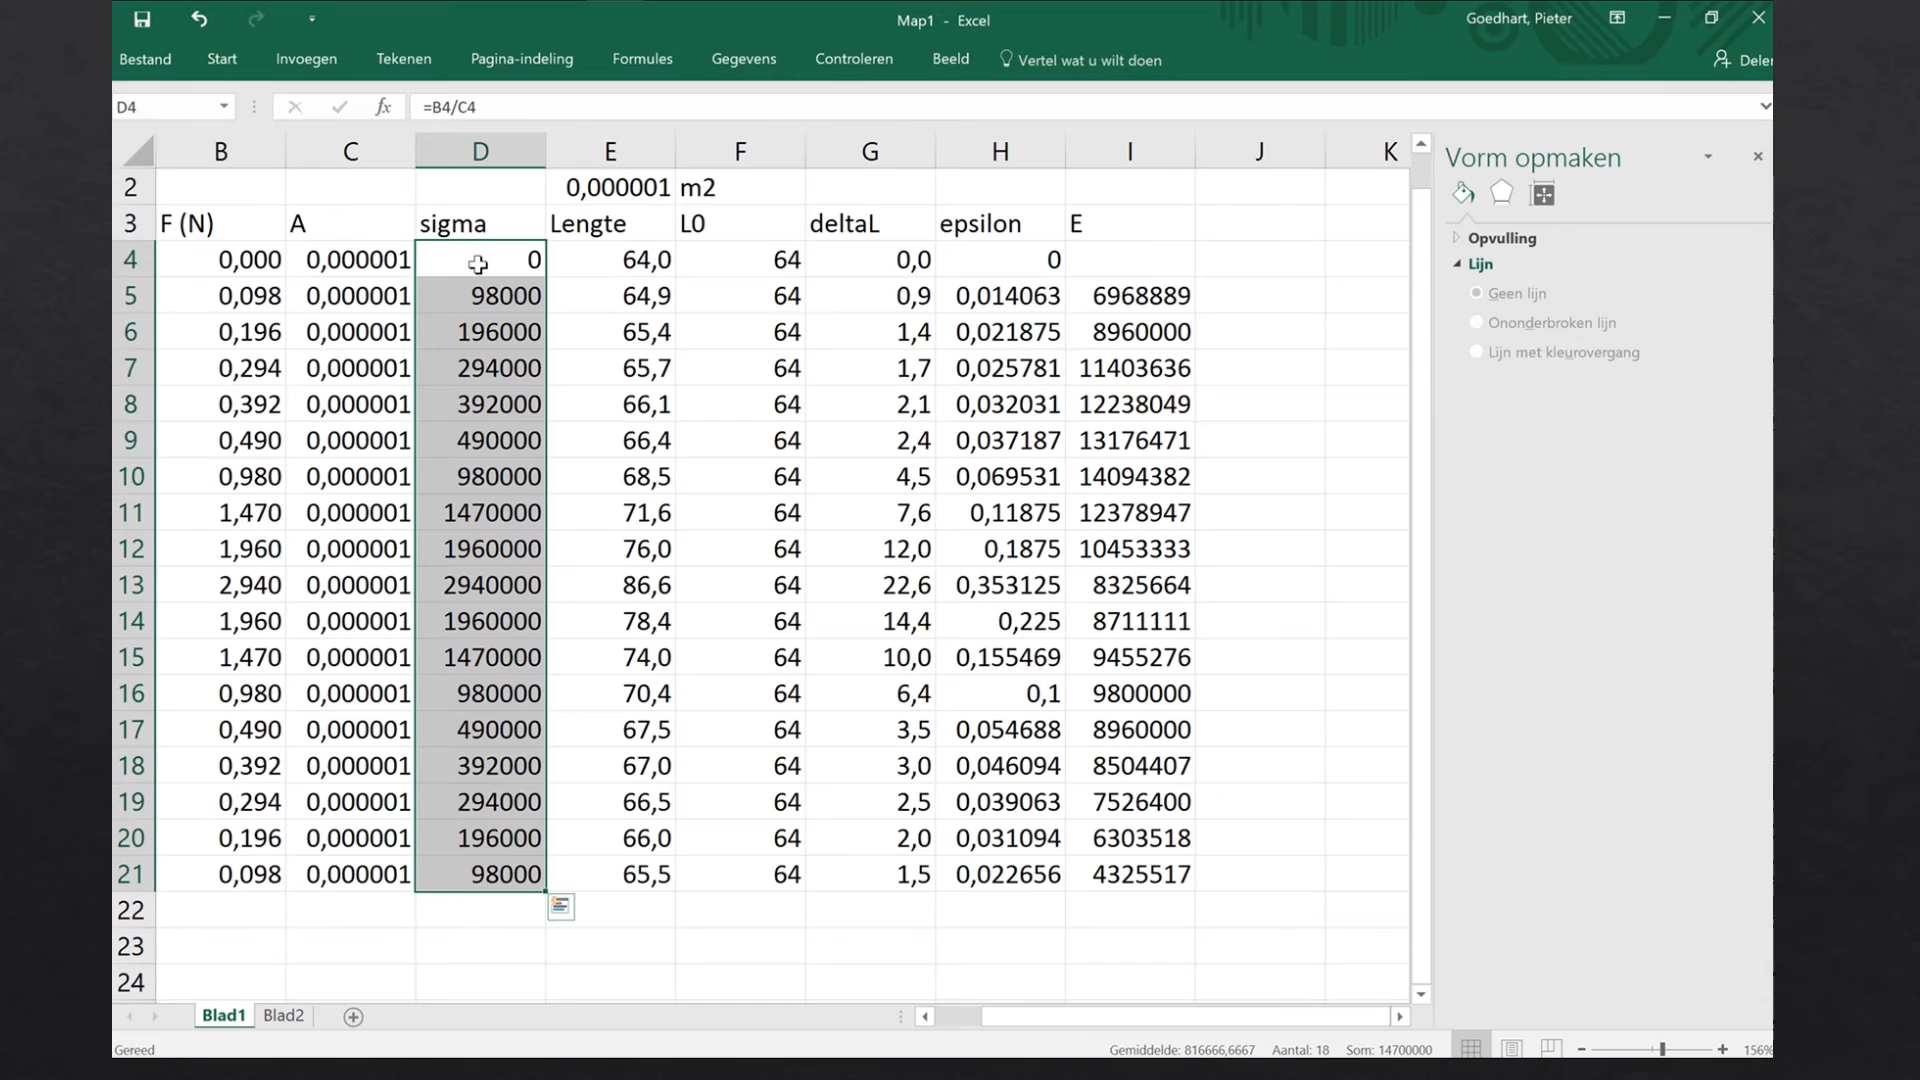 Map1 - Excel
Goedhart, Pieter
Bestand Start Invoegen Tekenen Pagina-indeling Formules Gegevens Controleren Beeld Vertel wat u wilt doen Deler
D4 fx =B4/C4
B C D E F G H I J K
2 0,000001 m2
3 F (N) A sigma Lengte L0 deltaL epsilon E
4 0,000 0,000001 0 64,0 64 0,0 0
5 0,098 0,000001 98000 64,9 64 0,9 0,014063 6968889
6 0,196 0,000001 196000 65,4 64 1,4 0,021875 8960000
7 0,294 0,000001 294000 65,7 64 1,7 0,025781 11403636
8 0,392 0,000001 392000 66,1 64 2,1 0,032031 12238049
9 0,490 0,000001 490000 66,4 64 2,4 0,037187 13176471
10 0,980 0,000001 980000 68,5 64 4,5 0,069531 14094382
11 1,470 0,000001 1470000 71,6 64 7,6 0,11875 12378947
12 1,960 0,000001 1960000 76,0 64 12,0 0,1875 10453333
13 2,940 0,000001 2940000 86,6 64 22,6 0,353125 8325664
14 1,960 0,000001 1960000 78,4 64 14,4 0,225 8711111
15 1,470 0,000001 1470000 74,0 64 10,0 0,155469 9455276
16 0,980 0,000001 980000 70,4 64 6,4 0,1 9800000
17 0,490 0,000001 490000 67,5 64 3,5 0,054688 8960000
18 0,392 0,000001 392000 67,0 64 3,0 0,046094 8504407
19 0,294 0,000001 294000 66,5 64 2,5 0,039063 7526400
20 0,196 0,000001 196000 66,0 64 2,0 0,031094 6303518
21 0,098 0,000001 98000 65,5 64 1,5 0,022656 4325517
22
23
24
Vorm opmaken
Opvulling
Lijn
Geen lijn
Ononderbroken lijn
Lijn met kleurovergang
Blad1 Blad2
Gereed Gemiddelde: 816666,6667 Aantal: 18 Som: 14700000 156%